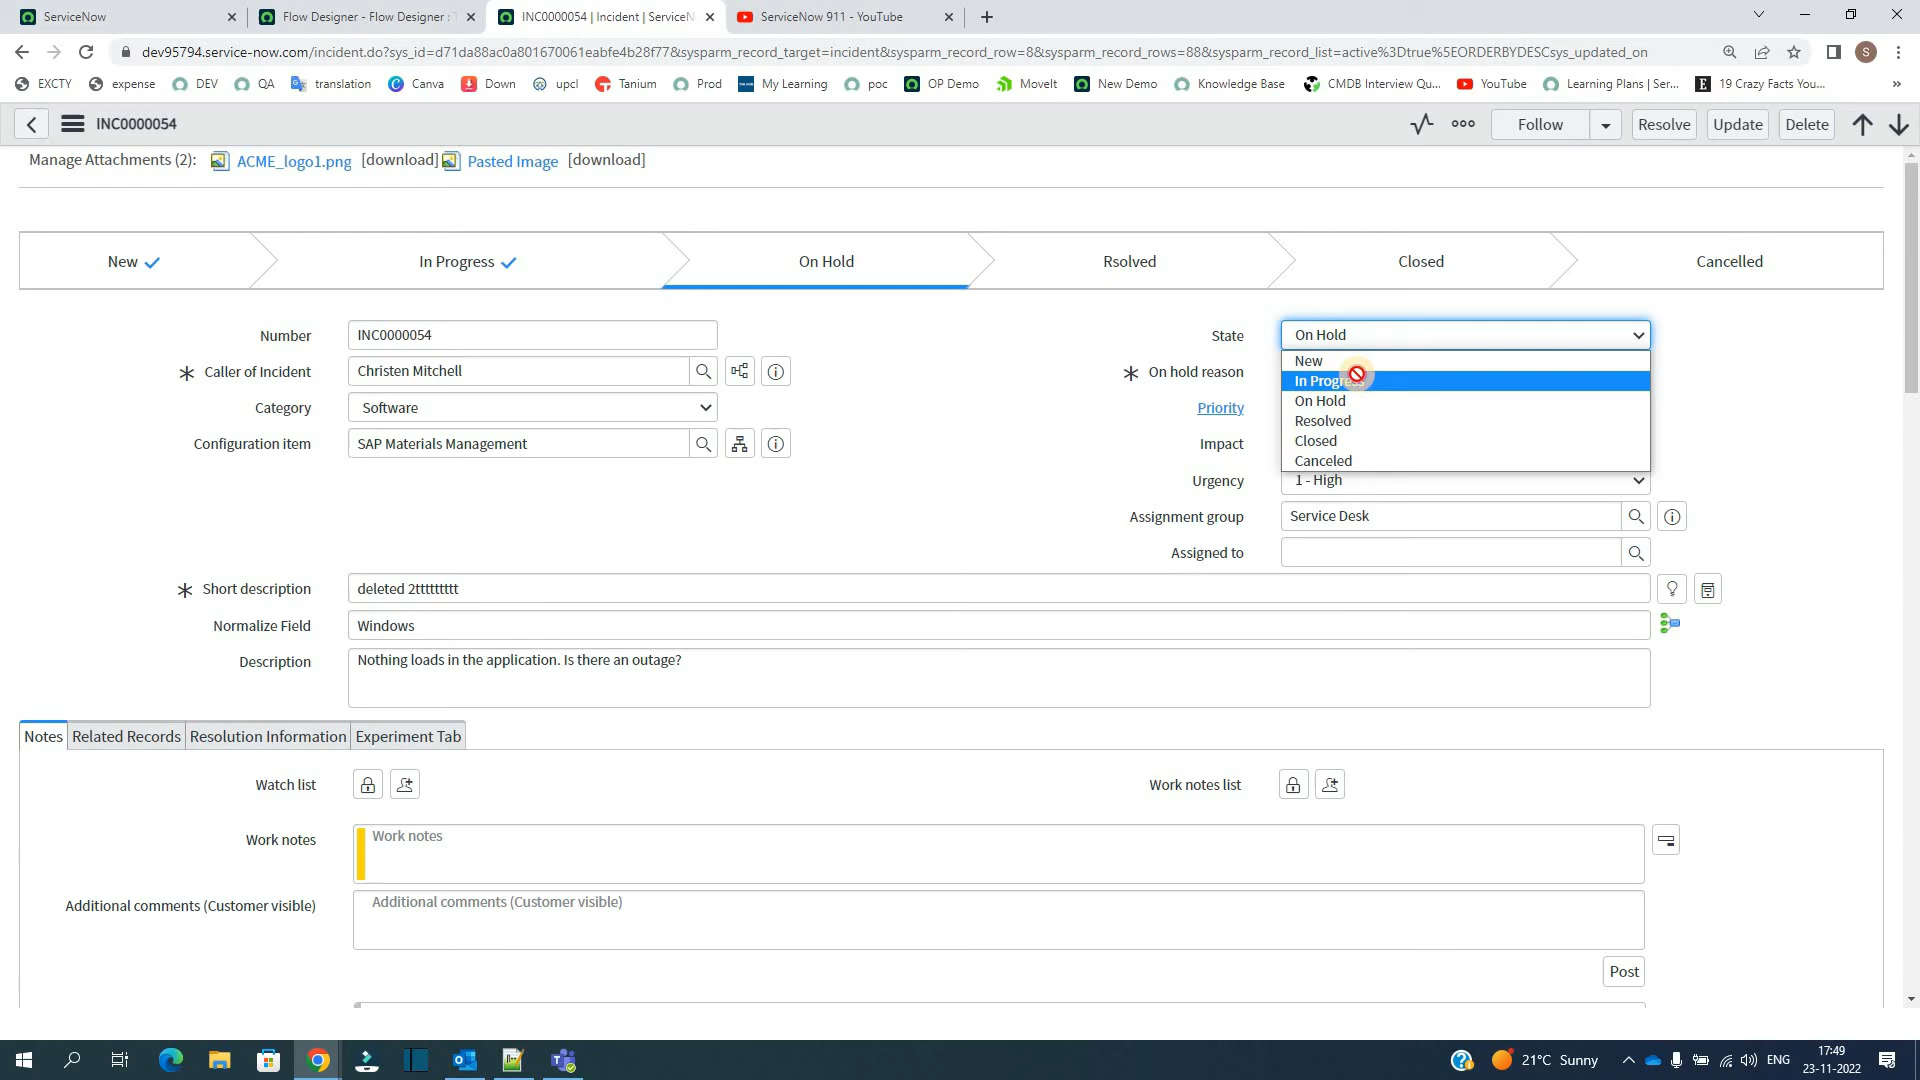 ServiceNow
Flow Designer - Flow Designer : T
INC0000054 | Incident | ServiceN
ServiceNow 911 - YouTube
dev95794.service-now.com/incident.do?sys_id=d71da88ac0a801670061eabfe4b28f77&sysparm_record_target=incident&sysparm_record_row=8&sysparm_record_rows=88&sysparm_record_list=active%3Dtrue%5EORDERBYDESCsys_updated_on
S
EXCTY
expense
DEV
QA
translation
Canva
Down
upcl
Tanium
Prod
My Learning
poc
OP Demo
MoveIt
New Demo
Knowledge Base
CMDB Interview Qu...
YouTube
Learning Plans | Ser...
19 Crazy Facts You...
»
INC0000054
Follow
Resolve
Update
Delete
Manage Attachments (2): ACME_logo1.png [download] Pasted Image [download]
New
In Progress
On Hold
Rsolved
Closed
Cancelled
Number
INC0000054
Caller of Incident
Christen Mitchell
Category
Software
Configuration item
SAP Materials Management
State
On Hold
New
In Progress
On Hold
Resolved
Closed
Canceled
On hold reason
Priority
Impact
Urgency
1 - High
Assignment group
Service Desk
Assigned to
Short description
deleted 2ttttttttt
Normalize Field
Windows
Description
Nothing loads in the application. Is there an outage?
Notes
Related Records
Resolution Information
Experiment Tab
Watch list
Work notes list
Work notes
Work notes
Additional comments (Customer visible)
Additional comments (Customer visible)
Post
21°C Sunny
ENG
17:49
23-11-2022